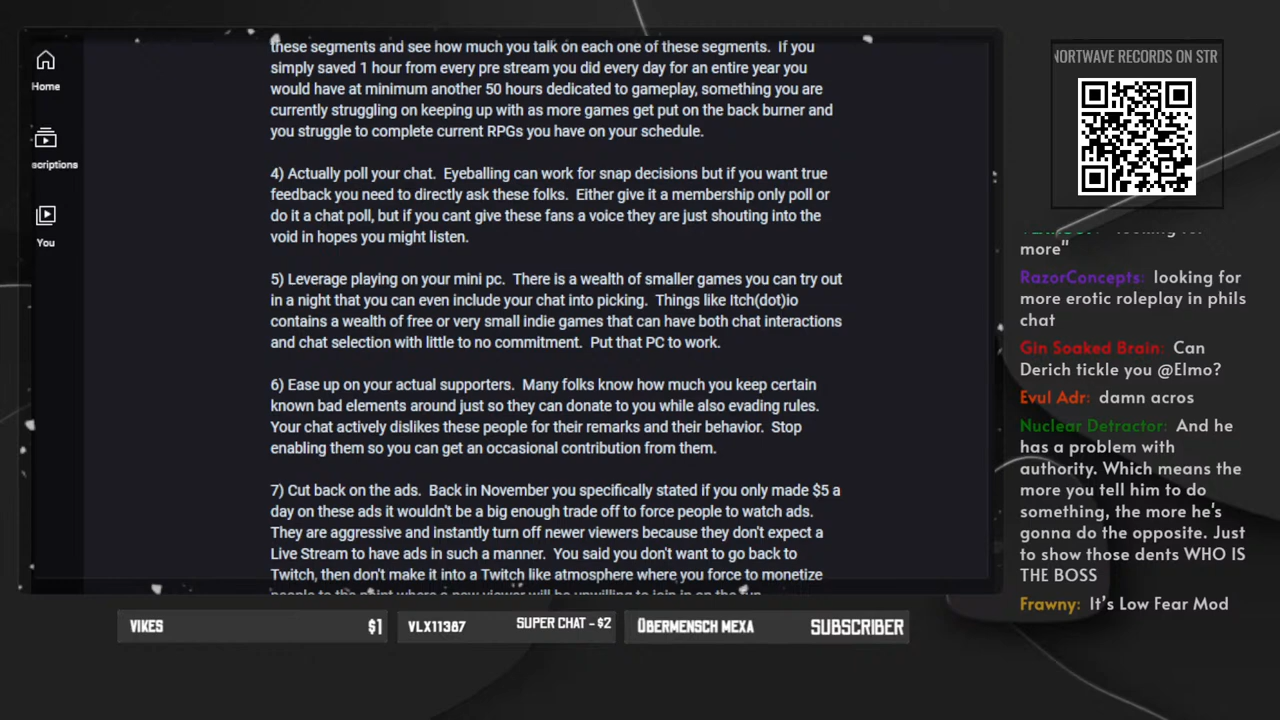 these segments and see how much you talk on each one of these segments. If you
simply saved 1 hour from every pre stream you did every day for an entire year you
would have at minimum another 50 hours dedicated to gameplay, something you are
currently struggling on keeping up with as more games get put on the back burner and
you struggle to complete current RPGs you have on your schedule.
4) Actually poll your chat. Eyeballing can work for snap decisions but if you want true
feedback you need to directly ask these folks. Either give it a membership only poll or
do it a chat poll, but if you cant give these fans a voice they are just shouting into the
void in hopes you might listen.
5) Leverage playing on your mini pc. There is a wealth of smaller games you can try out
in a night that you can even include your chat into picking. Things like Itch(dot)io
contains a wealth of free or very small indie games that can have both chat interactions
and chat selection with little to no commitment. Put that PC to work.
6) Ease up on your actual supporters. Many folks know how much you keep certain
known bad elements around just so they can donate to you while also evading rules.
Your chat actively dislikes these people for their remarks and their behavior. Stop
enabling them so you can get an occasional contribution from them.
7) Cut back on the ads. Back in November you specifically stated if you only made $5 a
day on these ads it wouldn't be a big enough trade off to force people to watch ads.
They are aggressive and instantly turn off newer viewers because they don't expect a
Live Stream to have ads in such a manner. You said you don't want to go back to
Twitch, then don't make it into a Twitch like atmosphere where you force to monetize
people to the point where a new viewer will be unwilling to join in on the fun
Home
scriptions
You
NORTWAVE RECORDS ON STR
looking for
more"
RazorConcepts: looking for
more erotic roleplay in phils
chat
Gin Soaked Brain: Can
Derich tickle you @Elmo?
Evul Adr: damn acros
Nuclear Detractor: And he
has a problem with
authority. Which means the
more you tell him to do
something, the more he's
gonna do the opposite. Just
to show those dents WHO IS
THE BOSS
Frawny: It's Low Fear Mod
VIKES $1
VLX11387 SUPER CHAT - $2
ÜBERMENSCH MEXA SUBSCRIBER